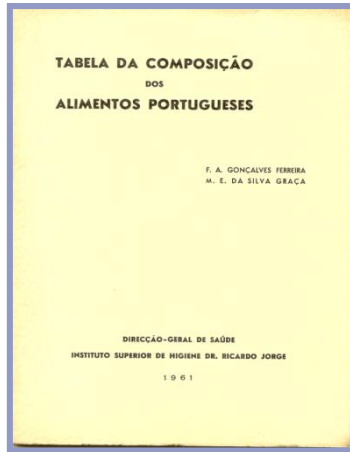 TABELA DA COMPOSIÇÃO
DOS
ALIMENTOS PORTUGUESES
F. A. GONÇALVES FERREIRA
M. E. DA SILVA GRAÇA
DIRECÇÃO-GERAL DE SAÚDE
INSTITUTO SUPERIOR DE HIGIENE DR. RICARDO JORGE
1961